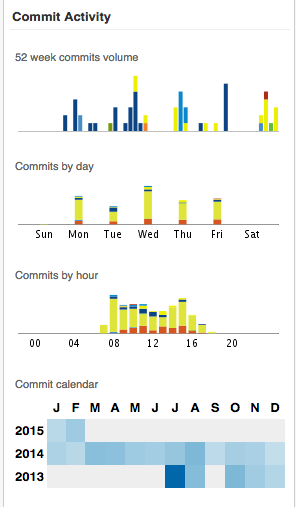 Commit Activity
52 week commits volume
Commits by day
Sun Mon Tue Wed Thu Fri Sat
Commits by hour
00 04 08 12 16 20
Commit calendar
J F M A M J J A S O N D
2015
2014
2013